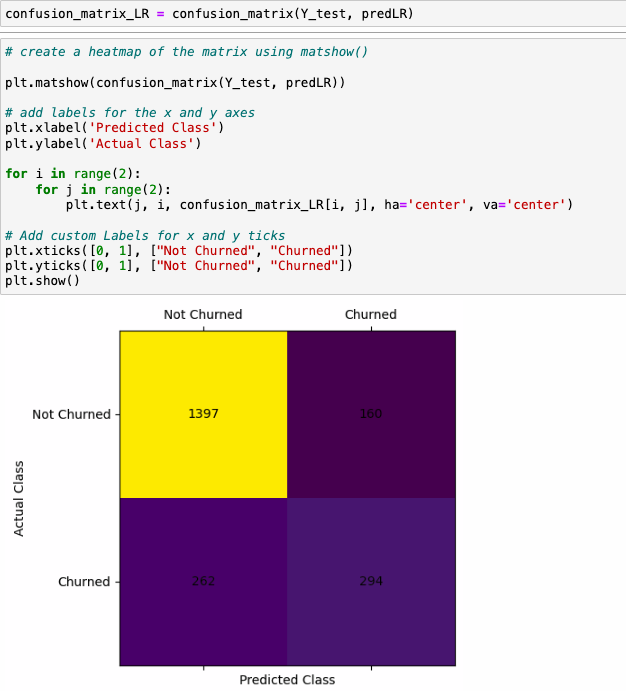 confusion_matrix_LR = confusion_matrix(Y_test, predLR)
# create a heatmap of the matrix using matshow()
plt.matshow(confusion_matrix(Y_test, predLR))
# add labels for the x and y axes
plt.xlabel('Predicted Class')
plt.ylabel('Actual Class')
for i in range(2):
    for j in range(2):
        plt.text(j, i, confusion_matrix_LR[i, j], ha='center', va='center')
# Add custom Labels for x and y ticks
plt.xticks([0, 1], ["Not Churned", "Churned"])
plt.yticks([0, 1], ["Not Churned", "Churned"])
plt.show()
Not Churned Churned
Not Churned 1397 160
Actual Class
Churned 262 294
Predicted Class